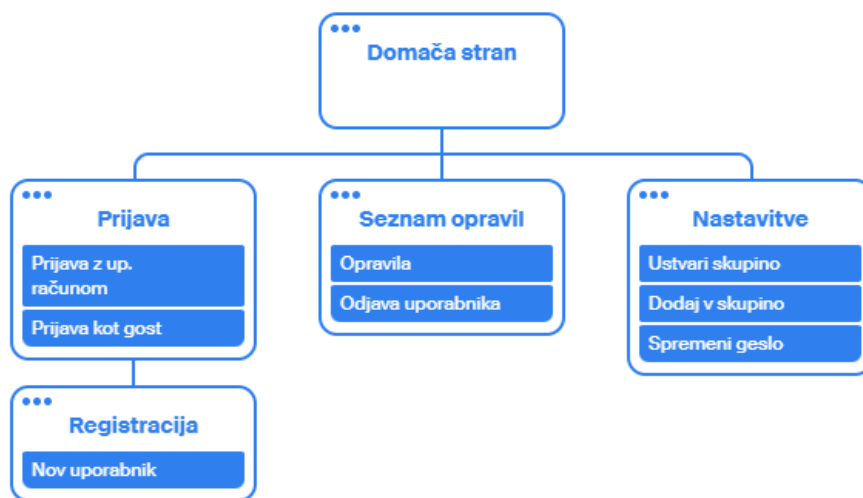 Domača stran
Prijava
Prijava z up.
računom
Prijava kot gost
Registracija
Nov uporabnik
Seznam opravil
Opravila
Odjava uporabnika
Nastavitve
Ustvari skupino
Dodaj v skupino
Spremeni geslo